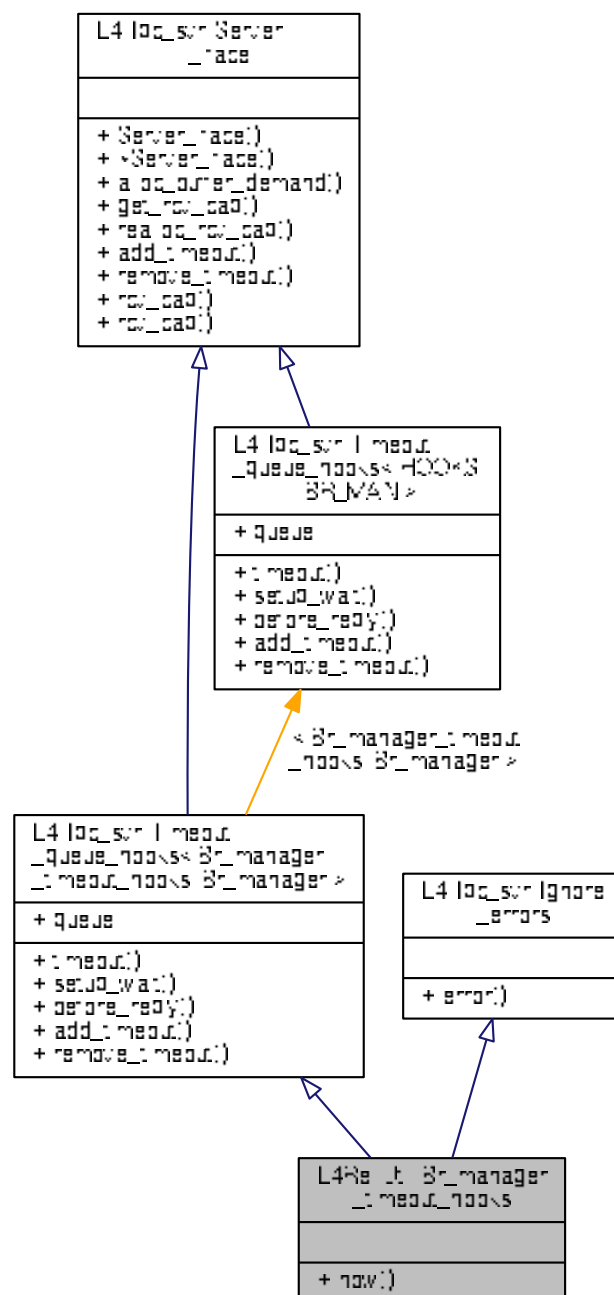 L4::Ipc_svr::Server
_iface
+ Server_iface()
+ ~Server_iface()
+ alloc_buffer_demand()
+ get_rcv_cap()
+ realloc_rcv_cap()
+ add_timeout()
+ remove_timeout()
+ rcv_cap()
+ rcv_cap()
L4::Ipc_svr::Timeout
_queue_hooks< HOOKS,
BR_MAN >
+ queue
+ timeout()
+ setup_wait()
+ before_reply()
+ add_timeout()
+ remove_timeout()
< Br_manager_timeout
_hooks, Br_manager >
L4::Ipc_svr::Timeout
_queue_hooks< Br_manager
_timeout_hooks, Br_manager >
+ queue
+ timeout()
+ setup_wait()
+ before_reply()
+ add_timeout()
+ remove_timeout()
L4::Ipc_svr::Ignore
_errors
+ error()
L4Re::Util::Br_manager
_timeout_hooks
+ now()